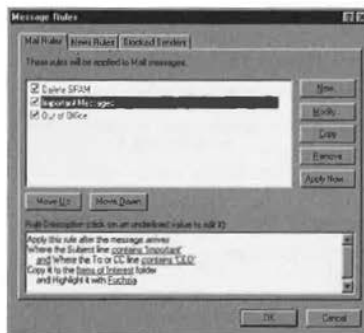 Message Rules
Mail Rules News Rules Blocked Senders
These rules will be applied to Mail messages.
Delete SPAM
Important Messages
Out of Office
New...
Modify...
Copy
Remove
Apply Now...
Move Up Move Down
Rule Description (click on an underlined value to edit it):
Apply this rule after the message arrives
Where the Subject line contains 'Important'
and Where the To or CC line contains 'CEO'
Copy it to the Items of Interest folder
and Highlight it with Fuchsia
OK Cancel